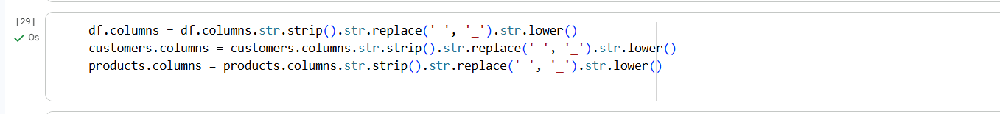 [29]
0s
df.columns = df.columns.str.strip().str.replace(' ', '_').str.lower()
customers.columns = customers.columns.str.strip().str.replace(' ', '_').str.lower()
products.columns = products.columns.str.strip().str.replace(' ', '_').str.lower()